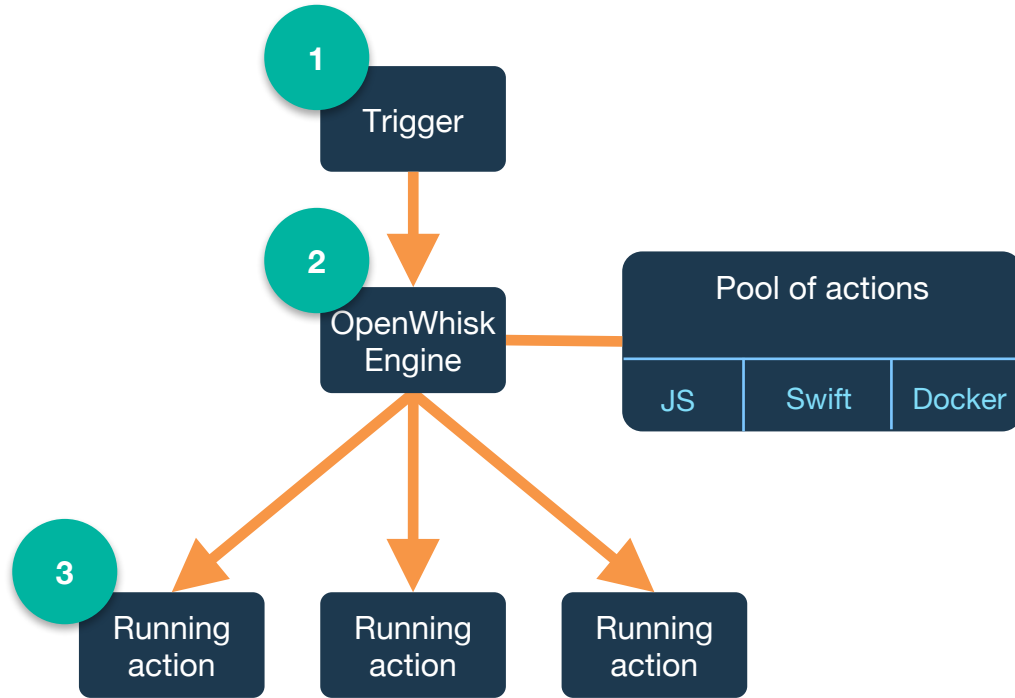 1
Trigger
2
OpenWhisk
Engine
Pool of actions
JS
Swift
Docker
3
Running
action
Running
action
Running
action